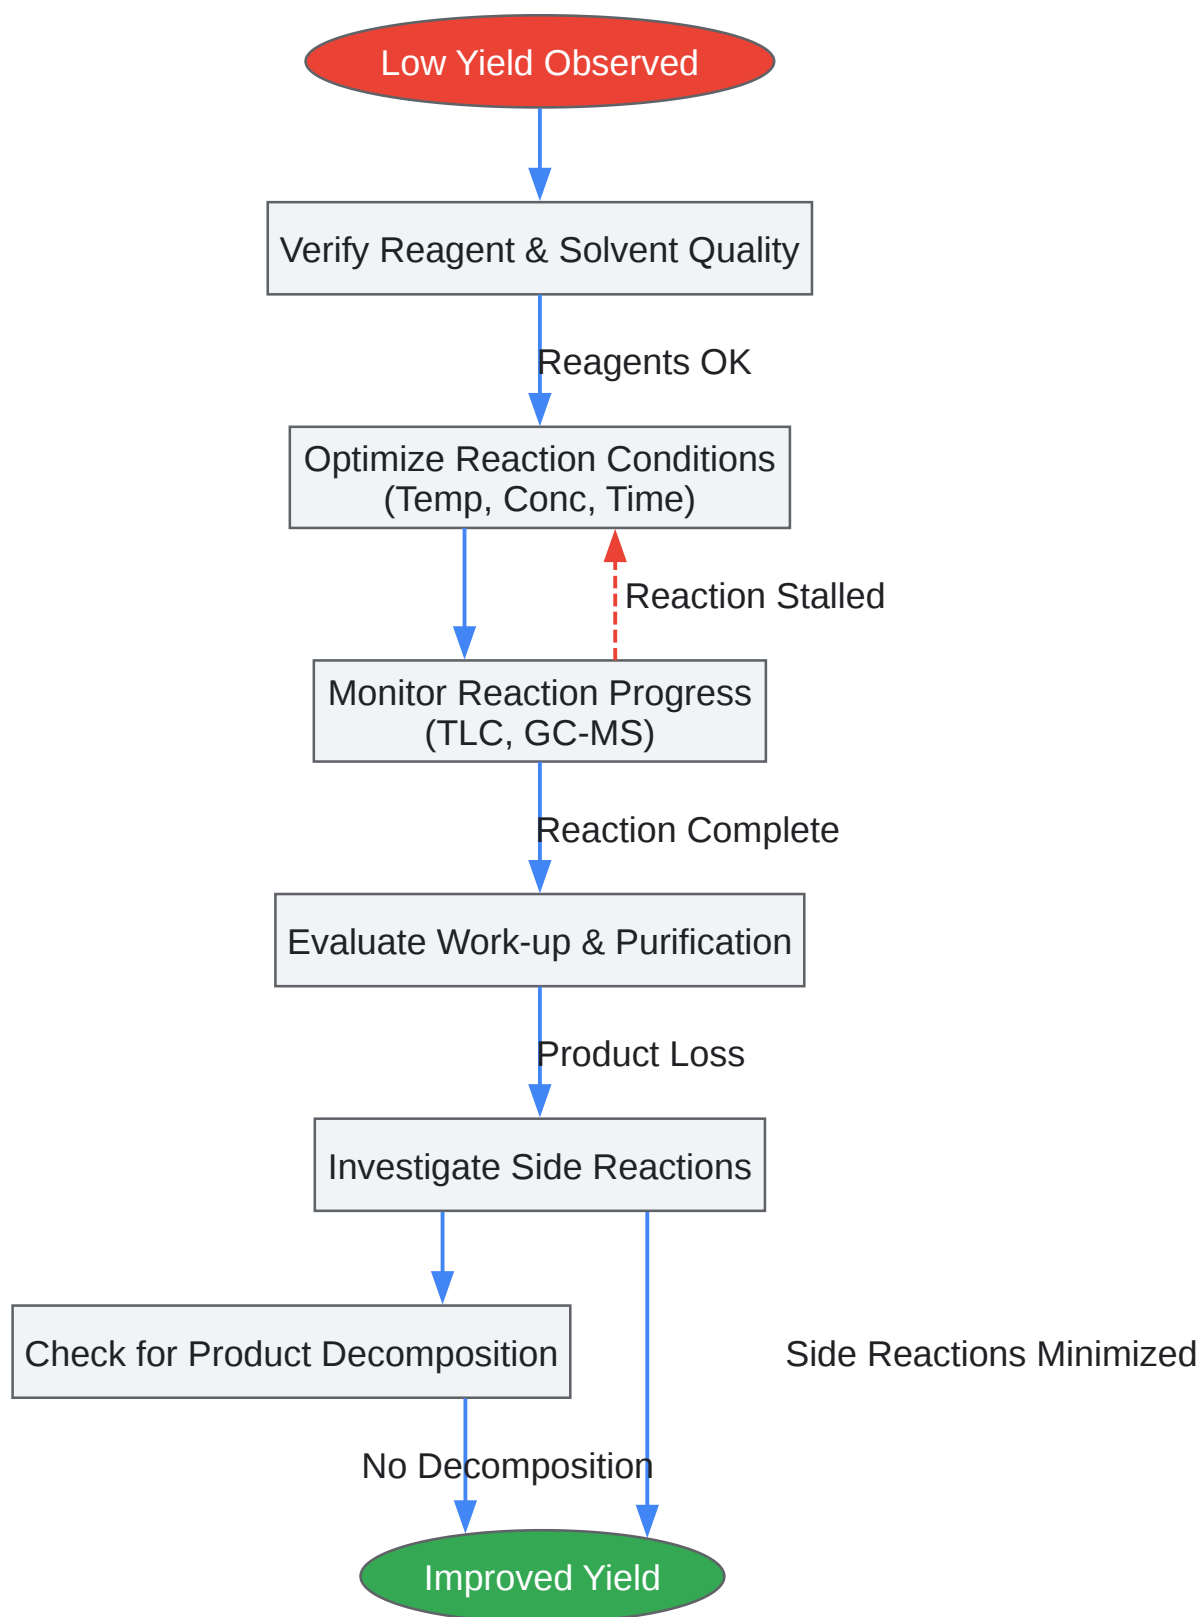 Low Yield Observed
Verify Reagent & Solvent Quality
Reagents OK
Optimize Reaction Conditions
(Temp, Conc, Time)
Reaction Stalled
Monitor Reaction Progress
(TLC, GC-MS)
Reaction Complete
Evaluate Work-up & Purification
Product Loss
Investigate Side Reactions
Check for Product Decomposition
Side Reactions Minimized
No Decomposition
Improved Yield